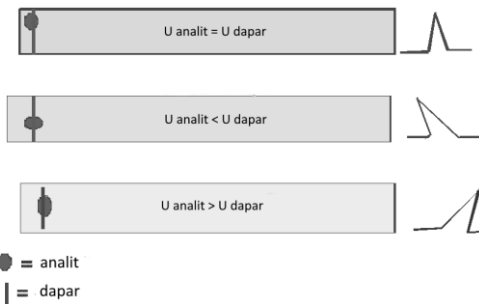 U analit = U dapar
U analit < U dapar
U analit > U dapar
= analit
= dapar